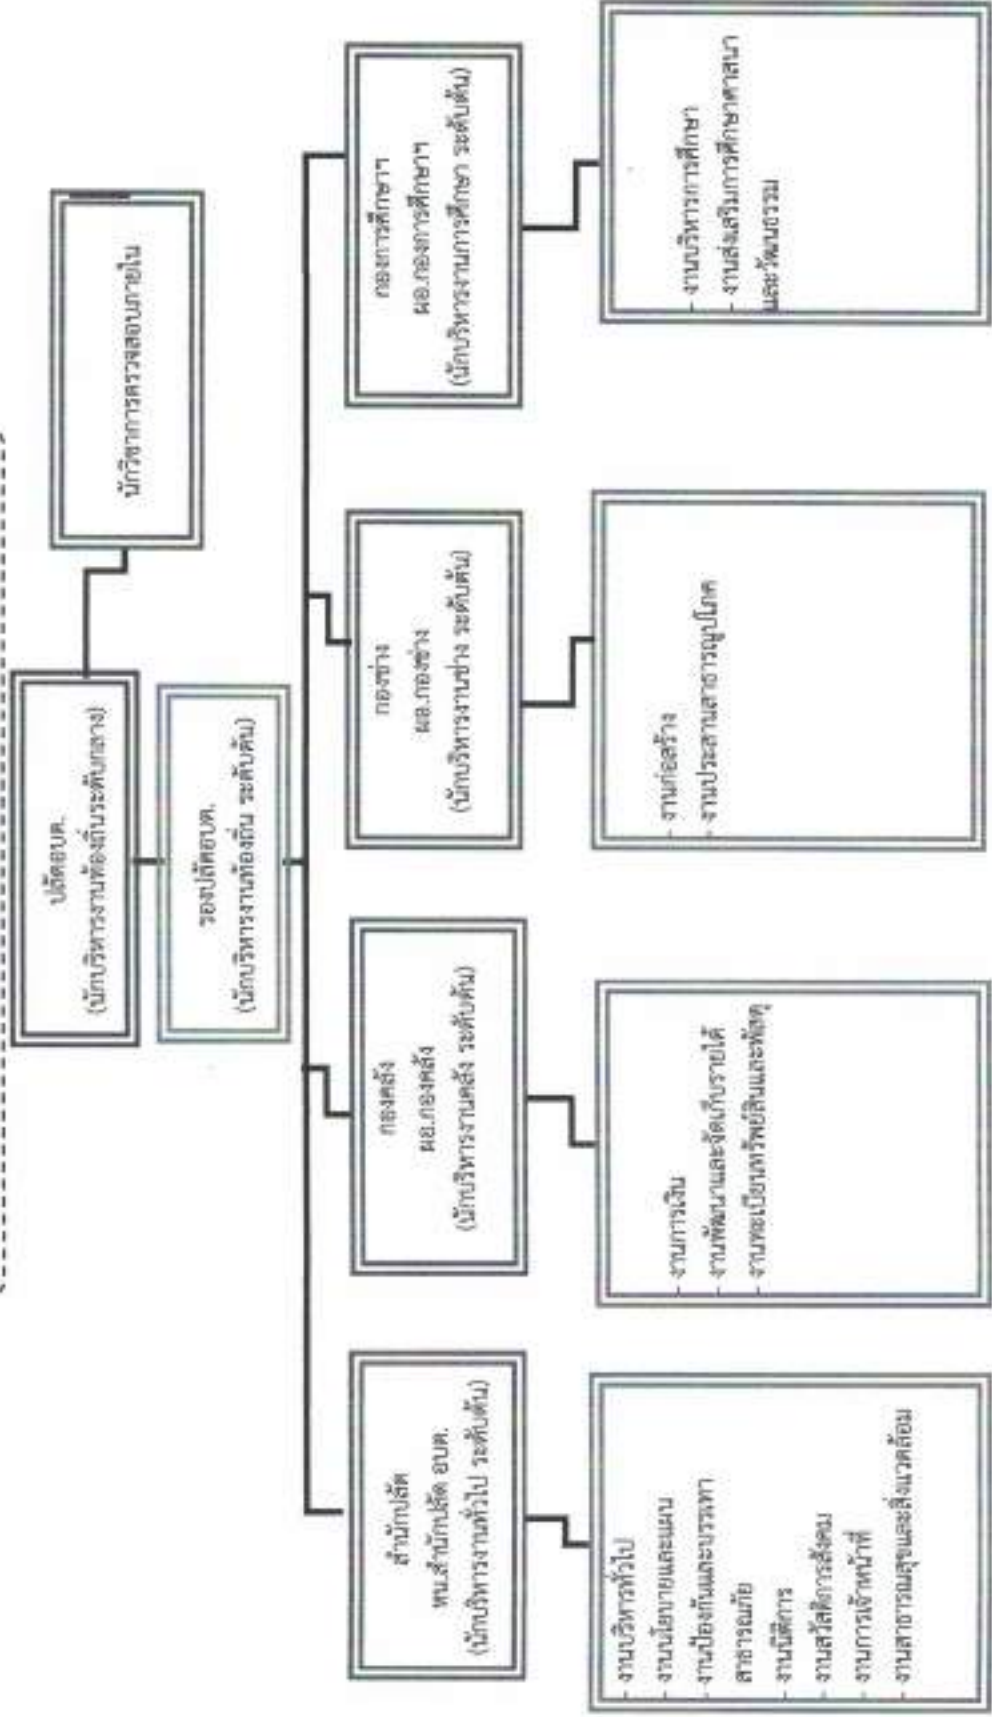 ปลัดอบต.
(นักบริหารงานท้องถิ่นระดับกลาง)
นักวิชาการตรวจสอบภายใน
รองปลัดอบต.
(นักบริหารงานท้องถิ่น ระดับต้น)
สำนักปลัด
หน.สำนักปลัด อบต.
(นักบริหารงานทั่วไป ระดับต้น)
กองคลัง
ผอ.กองคลัง
(นักบริหารงานคลัง ระดับต้น)
กองช่าง
ผอ.กองช่าง
(นักบริหารงานช่าง ระดับต้น)
กองการศึกษาฯ
ผอ.กองการศึกษาฯ
(นักบริหารงานการศึกษา ระดับต้น)
- งานบริหารทั่วไป
- งานนโยบายและแผน
- งานป้องกันและบรรเทา
สาธารณภัย
- งานนิติการ
- งานสวัสดิการสังคม
- งานการเจ้าหน้าที่
- งานสาธารณสุขและสิ่งแวดล้อม
- งานการเงิน
- งานพัฒนาและจัดเก็บรายได้
- งานทะเบียนทรัพย์สินและพัสดุ
- งานก่อสร้าง
- งานประสานสาธารณูปโภค
- งานบริหารการศึกษา
- งานส่งเสริมการศึกษาศาสนา
และวัฒนธรรม